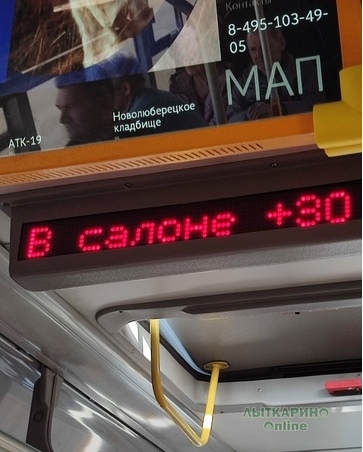 Контакты
8-495-103-49-
05
МАП
Новолюберецкое
кладбище
АТК-19
В салоне +30
ЛЫТКАРИНО
Online